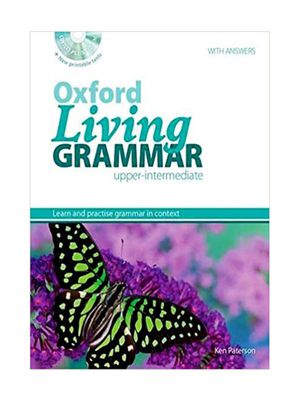 WITH ANSWERS
+ New printable tests
Oxford
Living
GRAMMAR
upper-intermediate
Learn and practise grammar in context
Ken Paterson